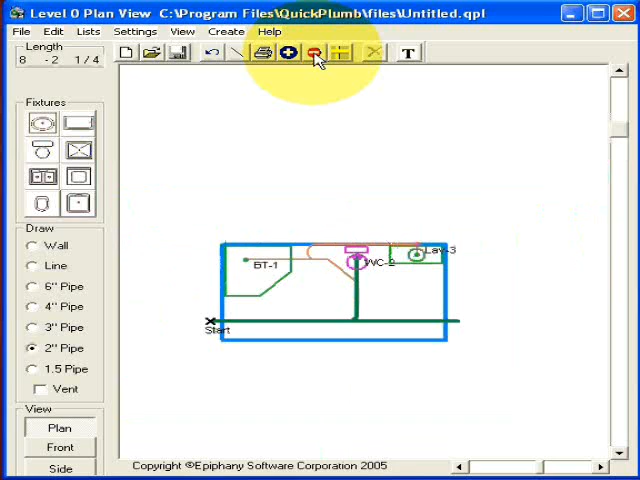 Level 0 Plan View C:\Program Files\QuickPlumb\files\Untitled.qpl
File Edit Lists Settings View Create Help
Length
8 -2 1/4
T
Fixtures
Draw
Wall
Line
6" Pipe
4" Pipe
3" Pipe
2" Pipe
1.5 Pipe
Vent
View
Plan
Front
Side
BT-1
WC-2
Lav-3
Start
Copyright ©Epiphany Software Corporation 2005